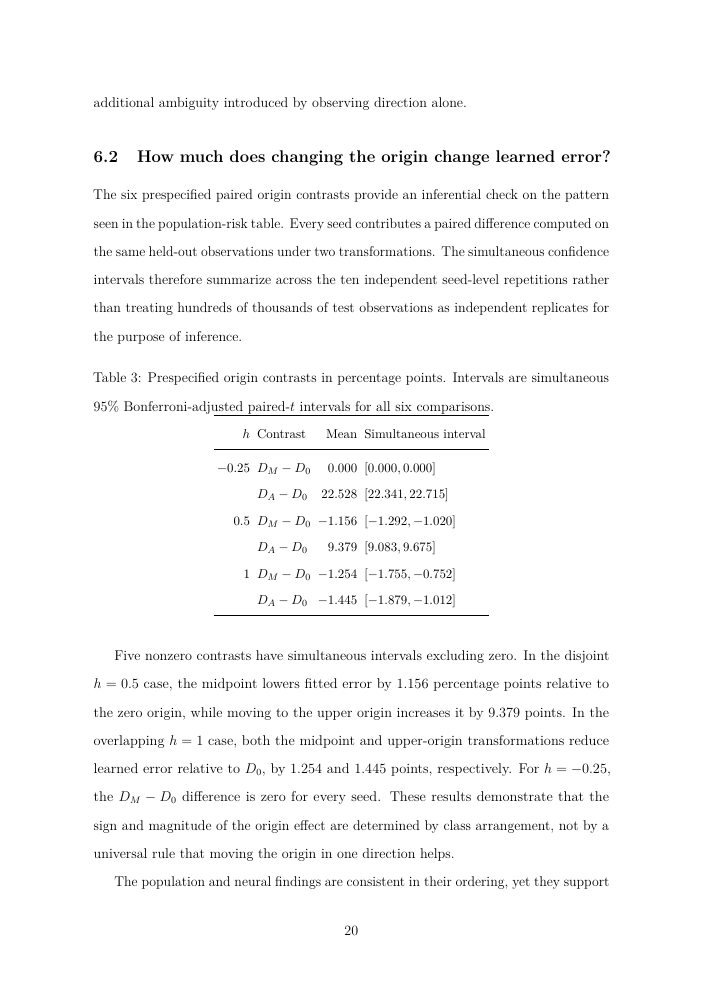 additional ambiguity introduced by observing direction alone.
6.2 How much does changing the origin change learned error?
The six prespecified paired origin contrasts provide an inferential check on the pattern
seen in the population-risk table. Every seed contributes a paired difference computed on
the same held-out observations under two transformations. The simultaneous confidence
intervals therefore summarize across the ten independent seed-level repetitions rather
than treating hundreds of thousands of test observations as independent replicates for
the purpose of inference.
Table 3: Prespecified origin contrasts in percentage points. Intervals are simultaneous
95% Bonferroni-adjusted paired-t intervals for all six comparisons.
h Contrast Mean Simultaneous interval
−0.25 D_M − D_0 0.000 [0.000, 0.000]
D_A − D_0 22.528 [22.341, 22.715]
0.5 D_M − D_0 −1.156 [−1.292, −1.020]
D_A − D_0 9.379 [9.083, 9.675]
1 D_M − D_0 −1.254 [−1.755, −0.752]
D_A − D_0 −1.445 [−1.879, −1.012]
Five nonzero contrasts have simultaneous intervals excluding zero. In the disjoint
h = 0.5 case, the midpoint lowers fitted error by 1.156 percentage points relative to
the zero origin, while moving to the upper origin increases it by 9.379 points. In the
overlapping h = 1 case, both the midpoint and upper-origin transformations reduce
learned error relative to D_0, by 1.254 and 1.445 points, respectively. For h = −0.25,
the D_M − D_0 difference is zero for every seed. These results demonstrate that the
sign and magnitude of the origin effect are determined by class arrangement, not by a
universal rule that moving the origin in one direction helps.
The population and neural findings are consistent in their ordering, yet they support
20